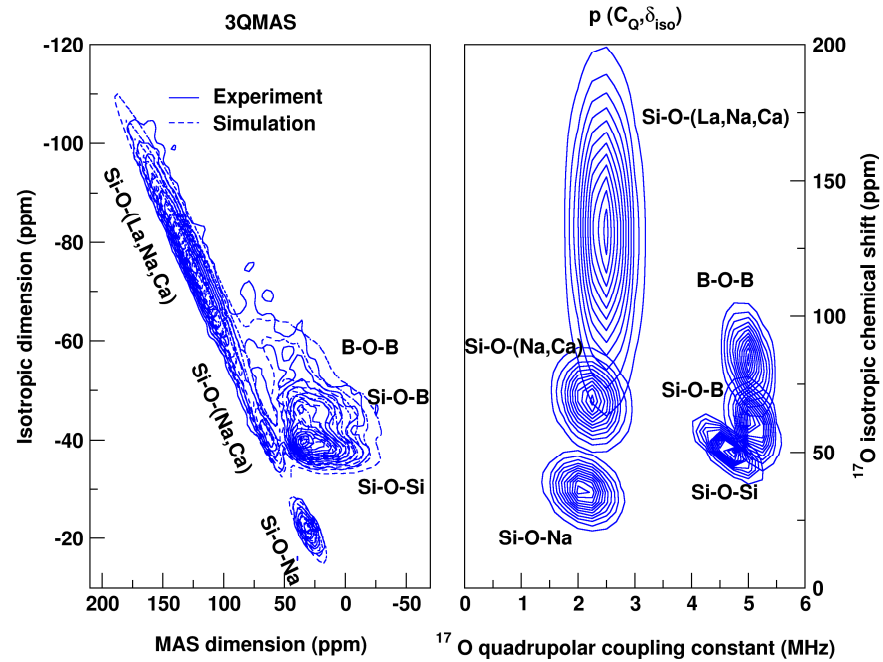 3QMAS
p (C_Q,δ_iso)
-120
-100
-80
-60
-40
-20
200 150 100 50 0 -50
Isotropic dimension (ppm)
MAS dimension (ppm)
Experiment
Simulation
Si-O-(La,Na,Ca)
Si-O-(Na,Ca)
B-O-B
Si-O-B
Si-O-Si
Si-O-Na
Si-O-(La,Na,Ca)
B-O-B
Si-O-(Na,Ca)
Si-O-B
Si-O-Si
Si-O-Na
200
150
100
50
0
0 1 2 3 4 5 6
17O isotropic chemical shift (ppm)
17 O quadrupolar coupling constant (MHz)